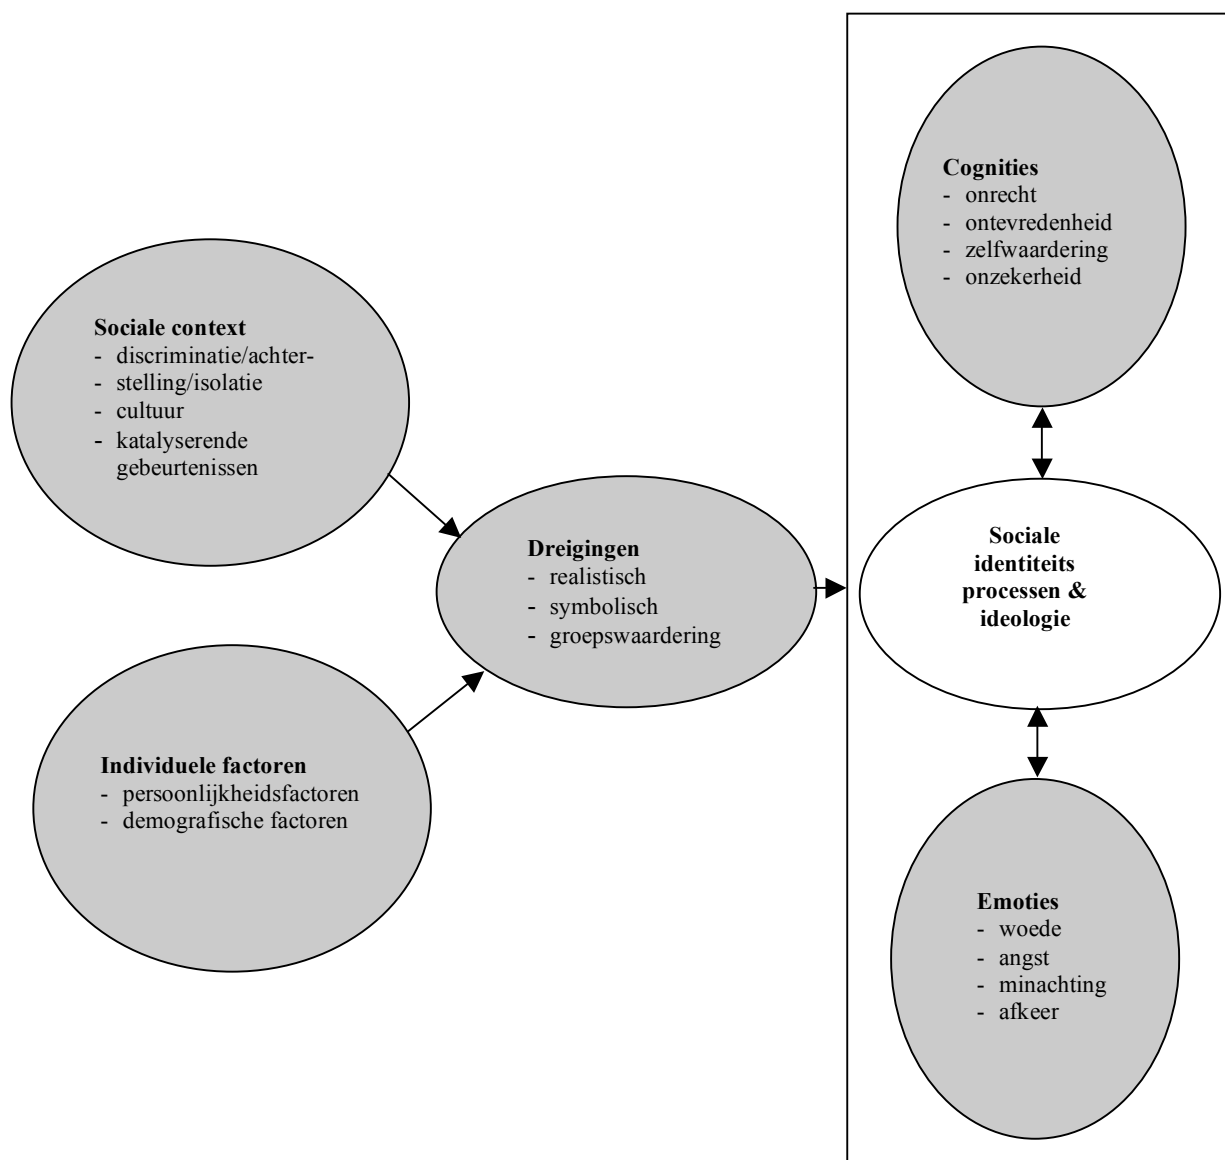 Sociale context
- discriminatie/achter-
- stelling/isolatie
- cultuur
- katalyserende
gebeurtenissen
Individuele factoren
- persoonlijkheidsfactoren
- demografische factoren
Dreigingen
- realistisch
- symbolisch
- groepswaardering
Cognities
- onrecht
- ontevredenheid
- zelfwaardering
- onzekerheid
Sociale
identiteits
processen &
ideologie
Emoties
- woede
- angst
- minachting
- afkeer